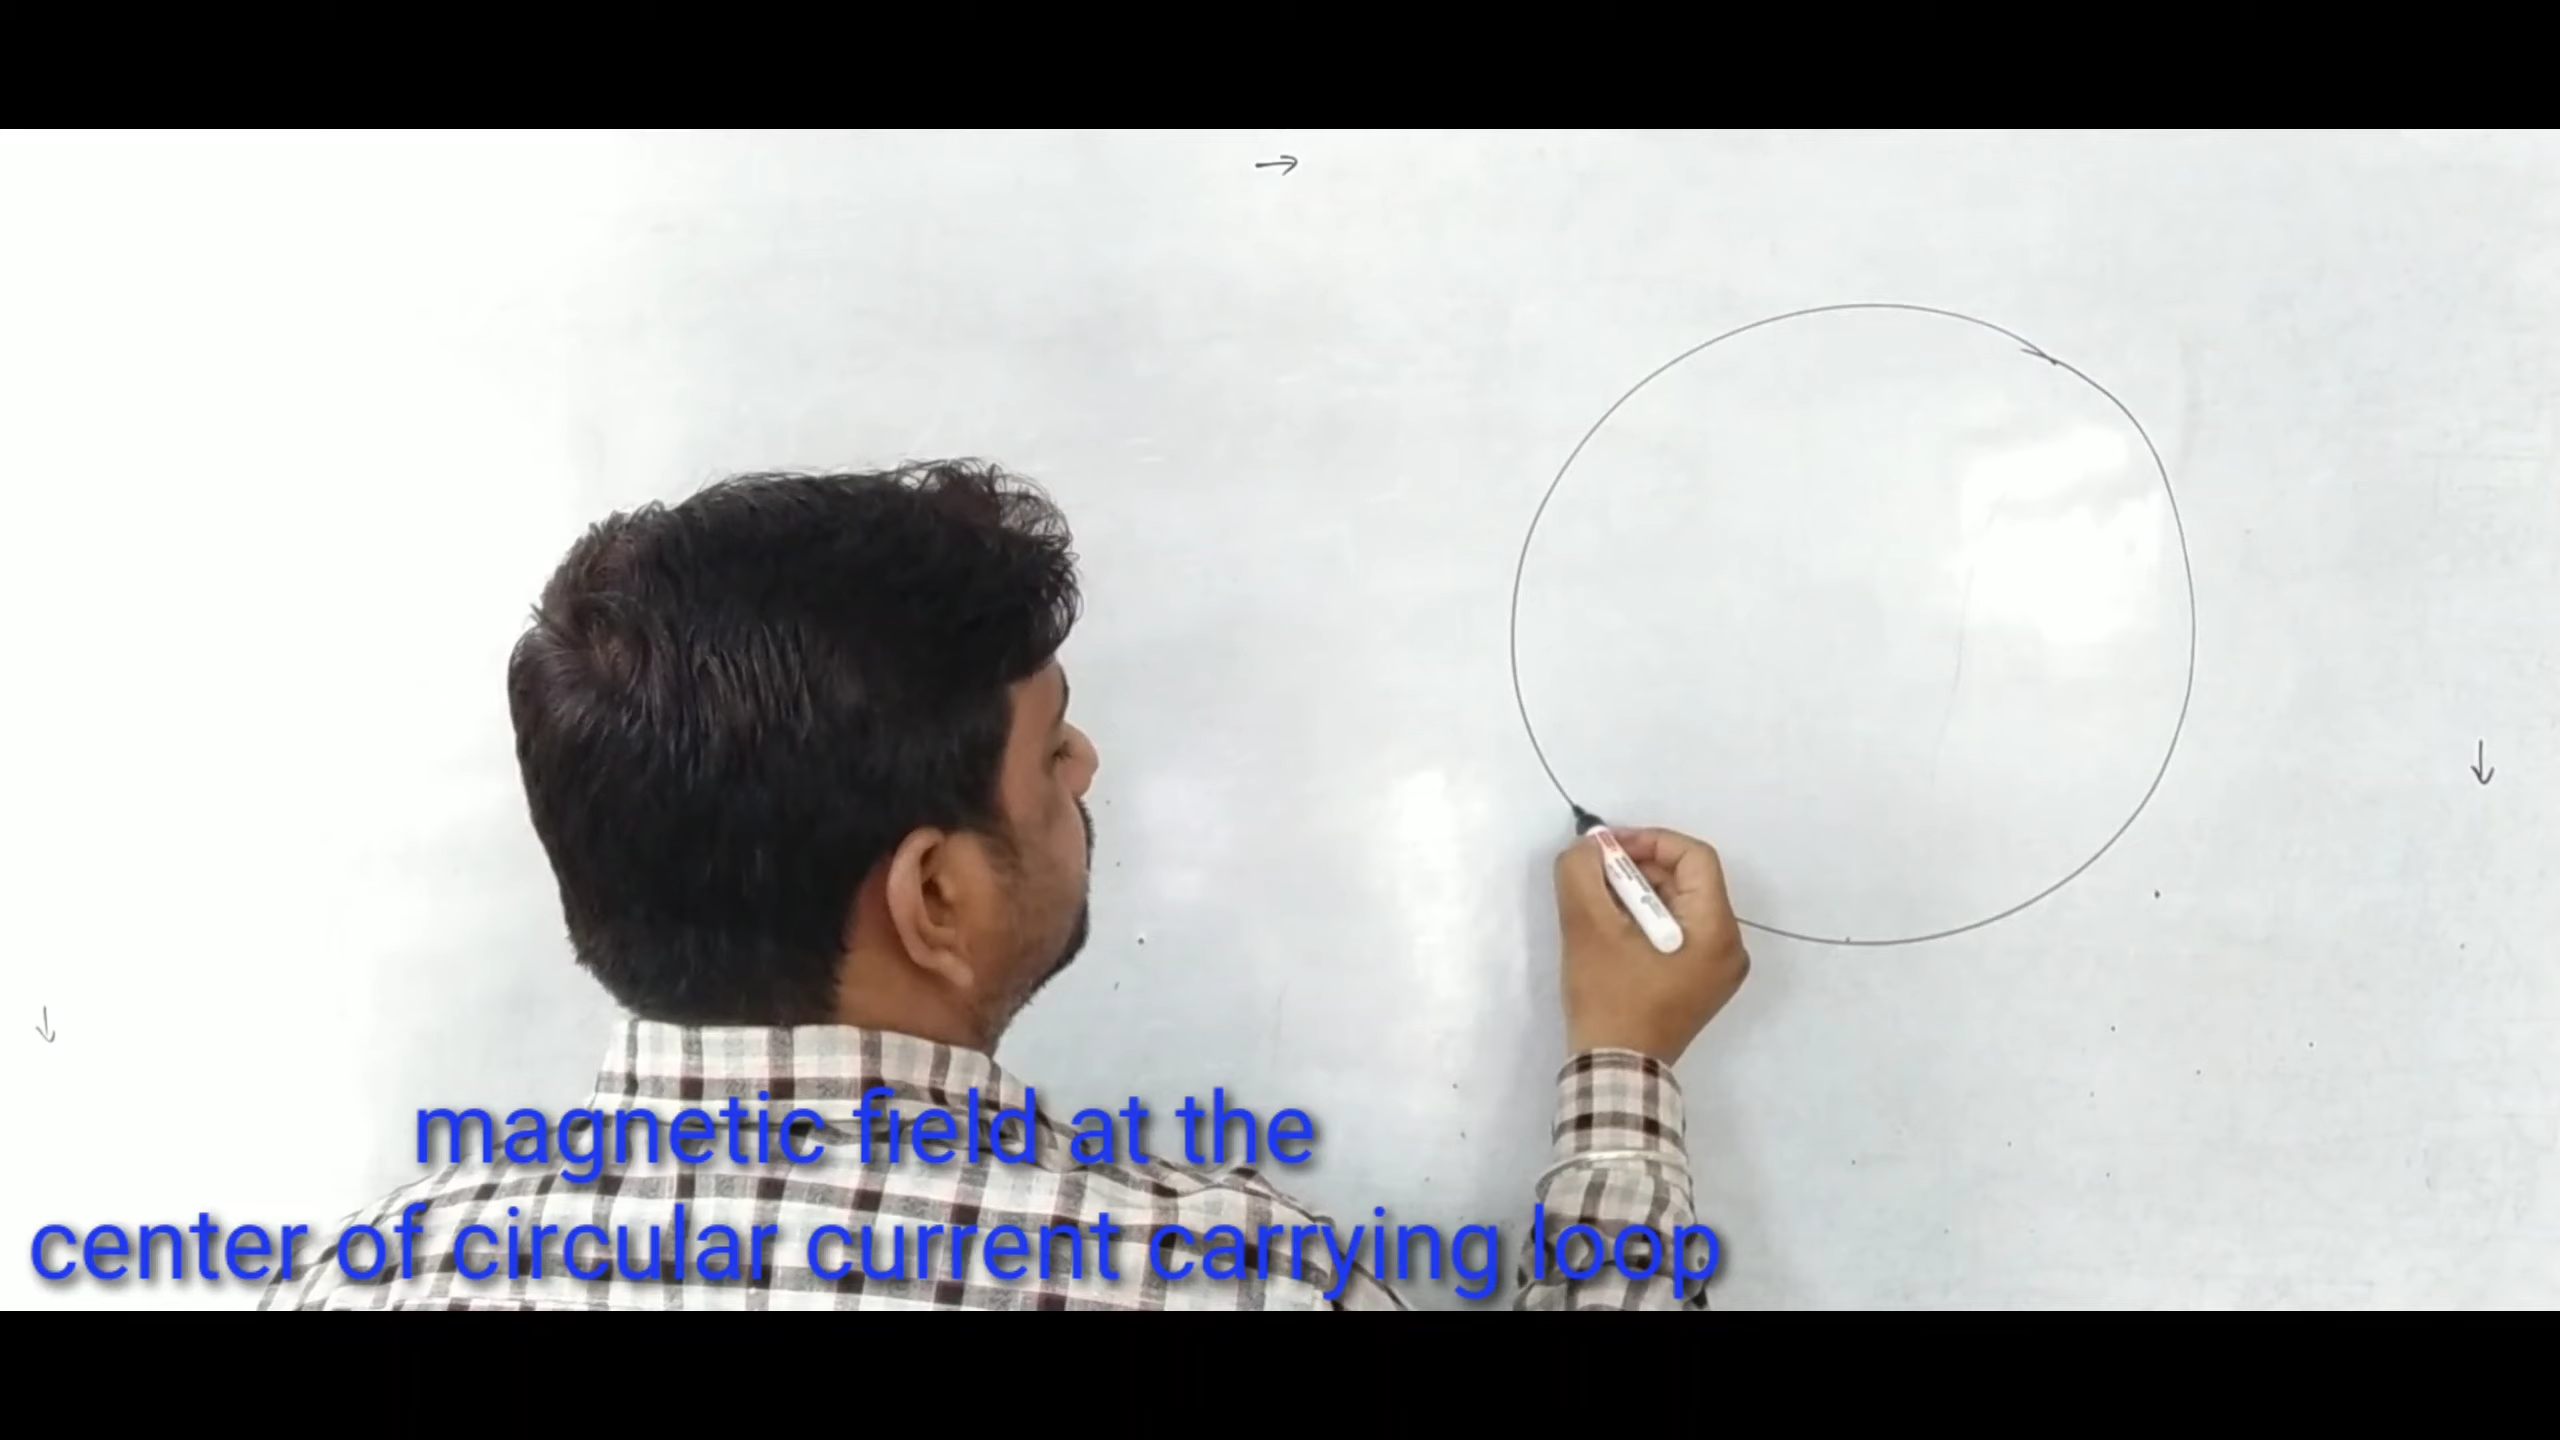 magnetic field at the
center of circular current carrying loop